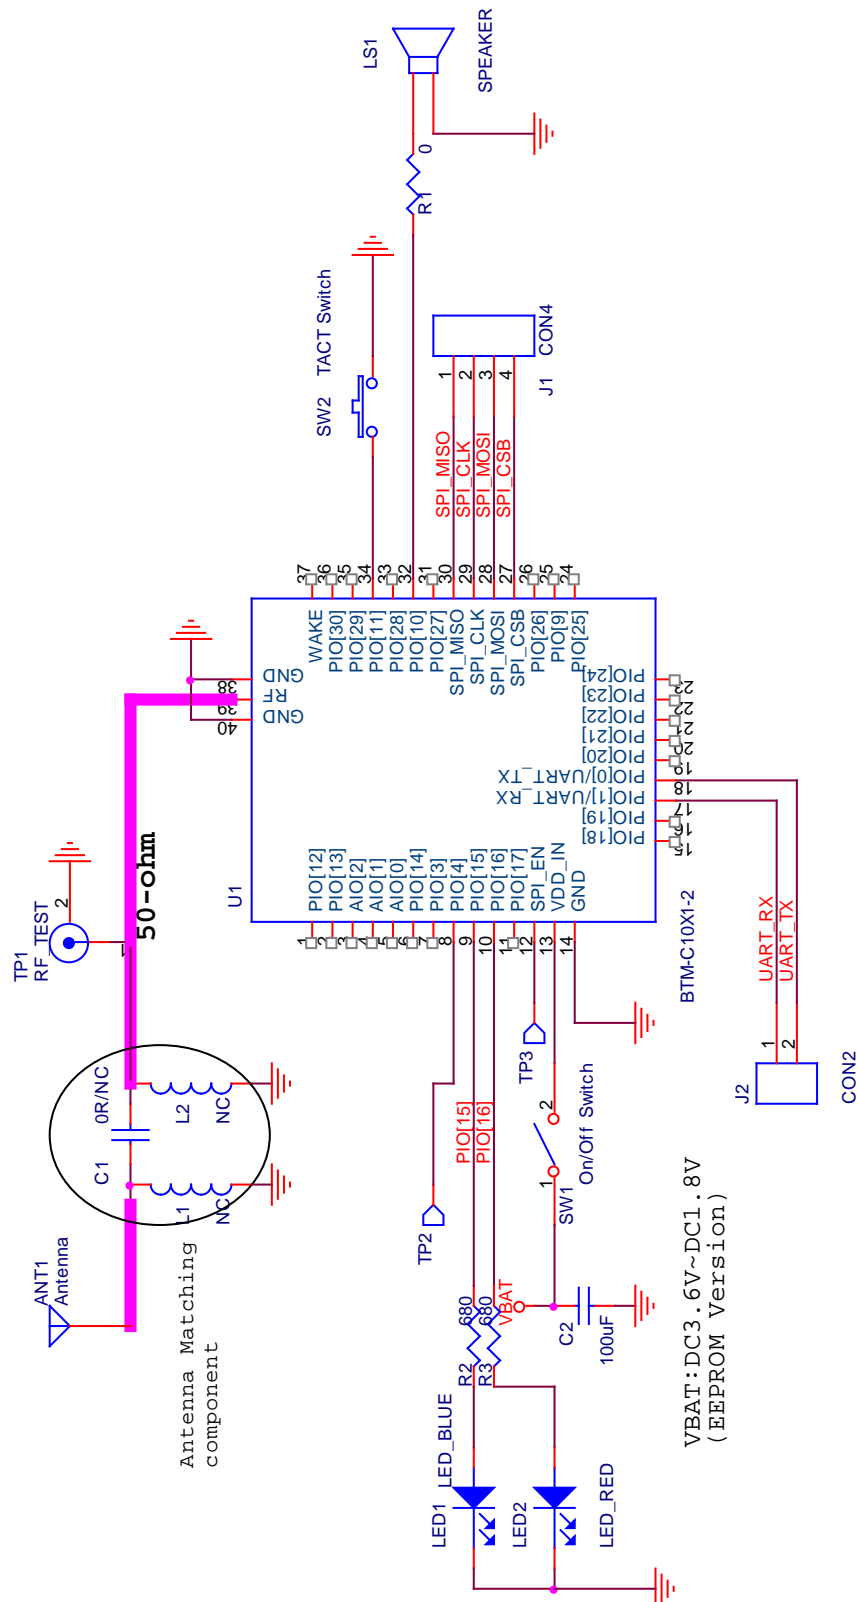 LS1
SPEAKER
0
R1
SW2 TACT Switch
CON4
J1
1
2
3
4
SPI_MISO
SPI_CLK
SPI_MOSI
SPI_CSB
37
36
35
34
33
32
31
30
29
28
27
26
25
24
WAKE
PIO[30]
PIO[29]
PIO[11]
PIO[28]
PIO[10]
PIO[27]
SPI_MISO
SPI_CLK
SPI_MOSI
SPI_CSB
PIO[26]
PIO[9]
PIO[25]
GND
RF
GND
38
39
40
PIO[24]
PIO[23]
PIO[22]
PIO[21]
PIO[20]
PIO[0]/UART_TX
PIO[1]/UART_RX
PIO[19]
PIO[18]
23
22
21
20
19
18
17
16
15
U1
PIO[12]
PIO[13]
AIO[2]
AIO[1]
AIO[0]
PIO[14]
PIO[3]
PIO[4]
PIO[15]
PIO[16]
PIO[17]
SPI_EN
VDD_IN
GND
1
2
3
4
5
6
7
8
9
10
11
12
13
14
BTM-C10X1-2
50-ohm
TP1
RF_TEST
2
1
0R/NC
C1
L2
NC
L1
NC
ANT1
Antenna
Antenna Matching
component
TP2
PIO[15]
PIO[16]
TP3
2
1
SW1
On/Off Switch
UART_RX
UART_TX
1
2
J2
CON2
680
680
R2
R3
VBAT
C2
100uF
LED_BLUE
LED1
LED2
LED_RED
VBAT:DC3.6V~DC1.8V
(EEPROM Version)